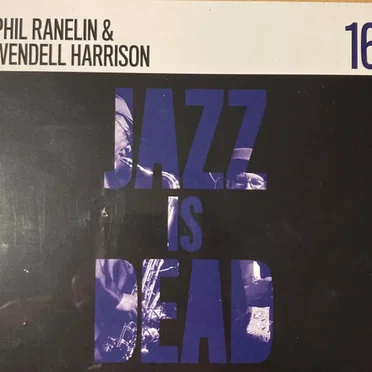 PHIL RANELIN &
WENDELL HARRISON
16
JAZZ
IS
DEAD